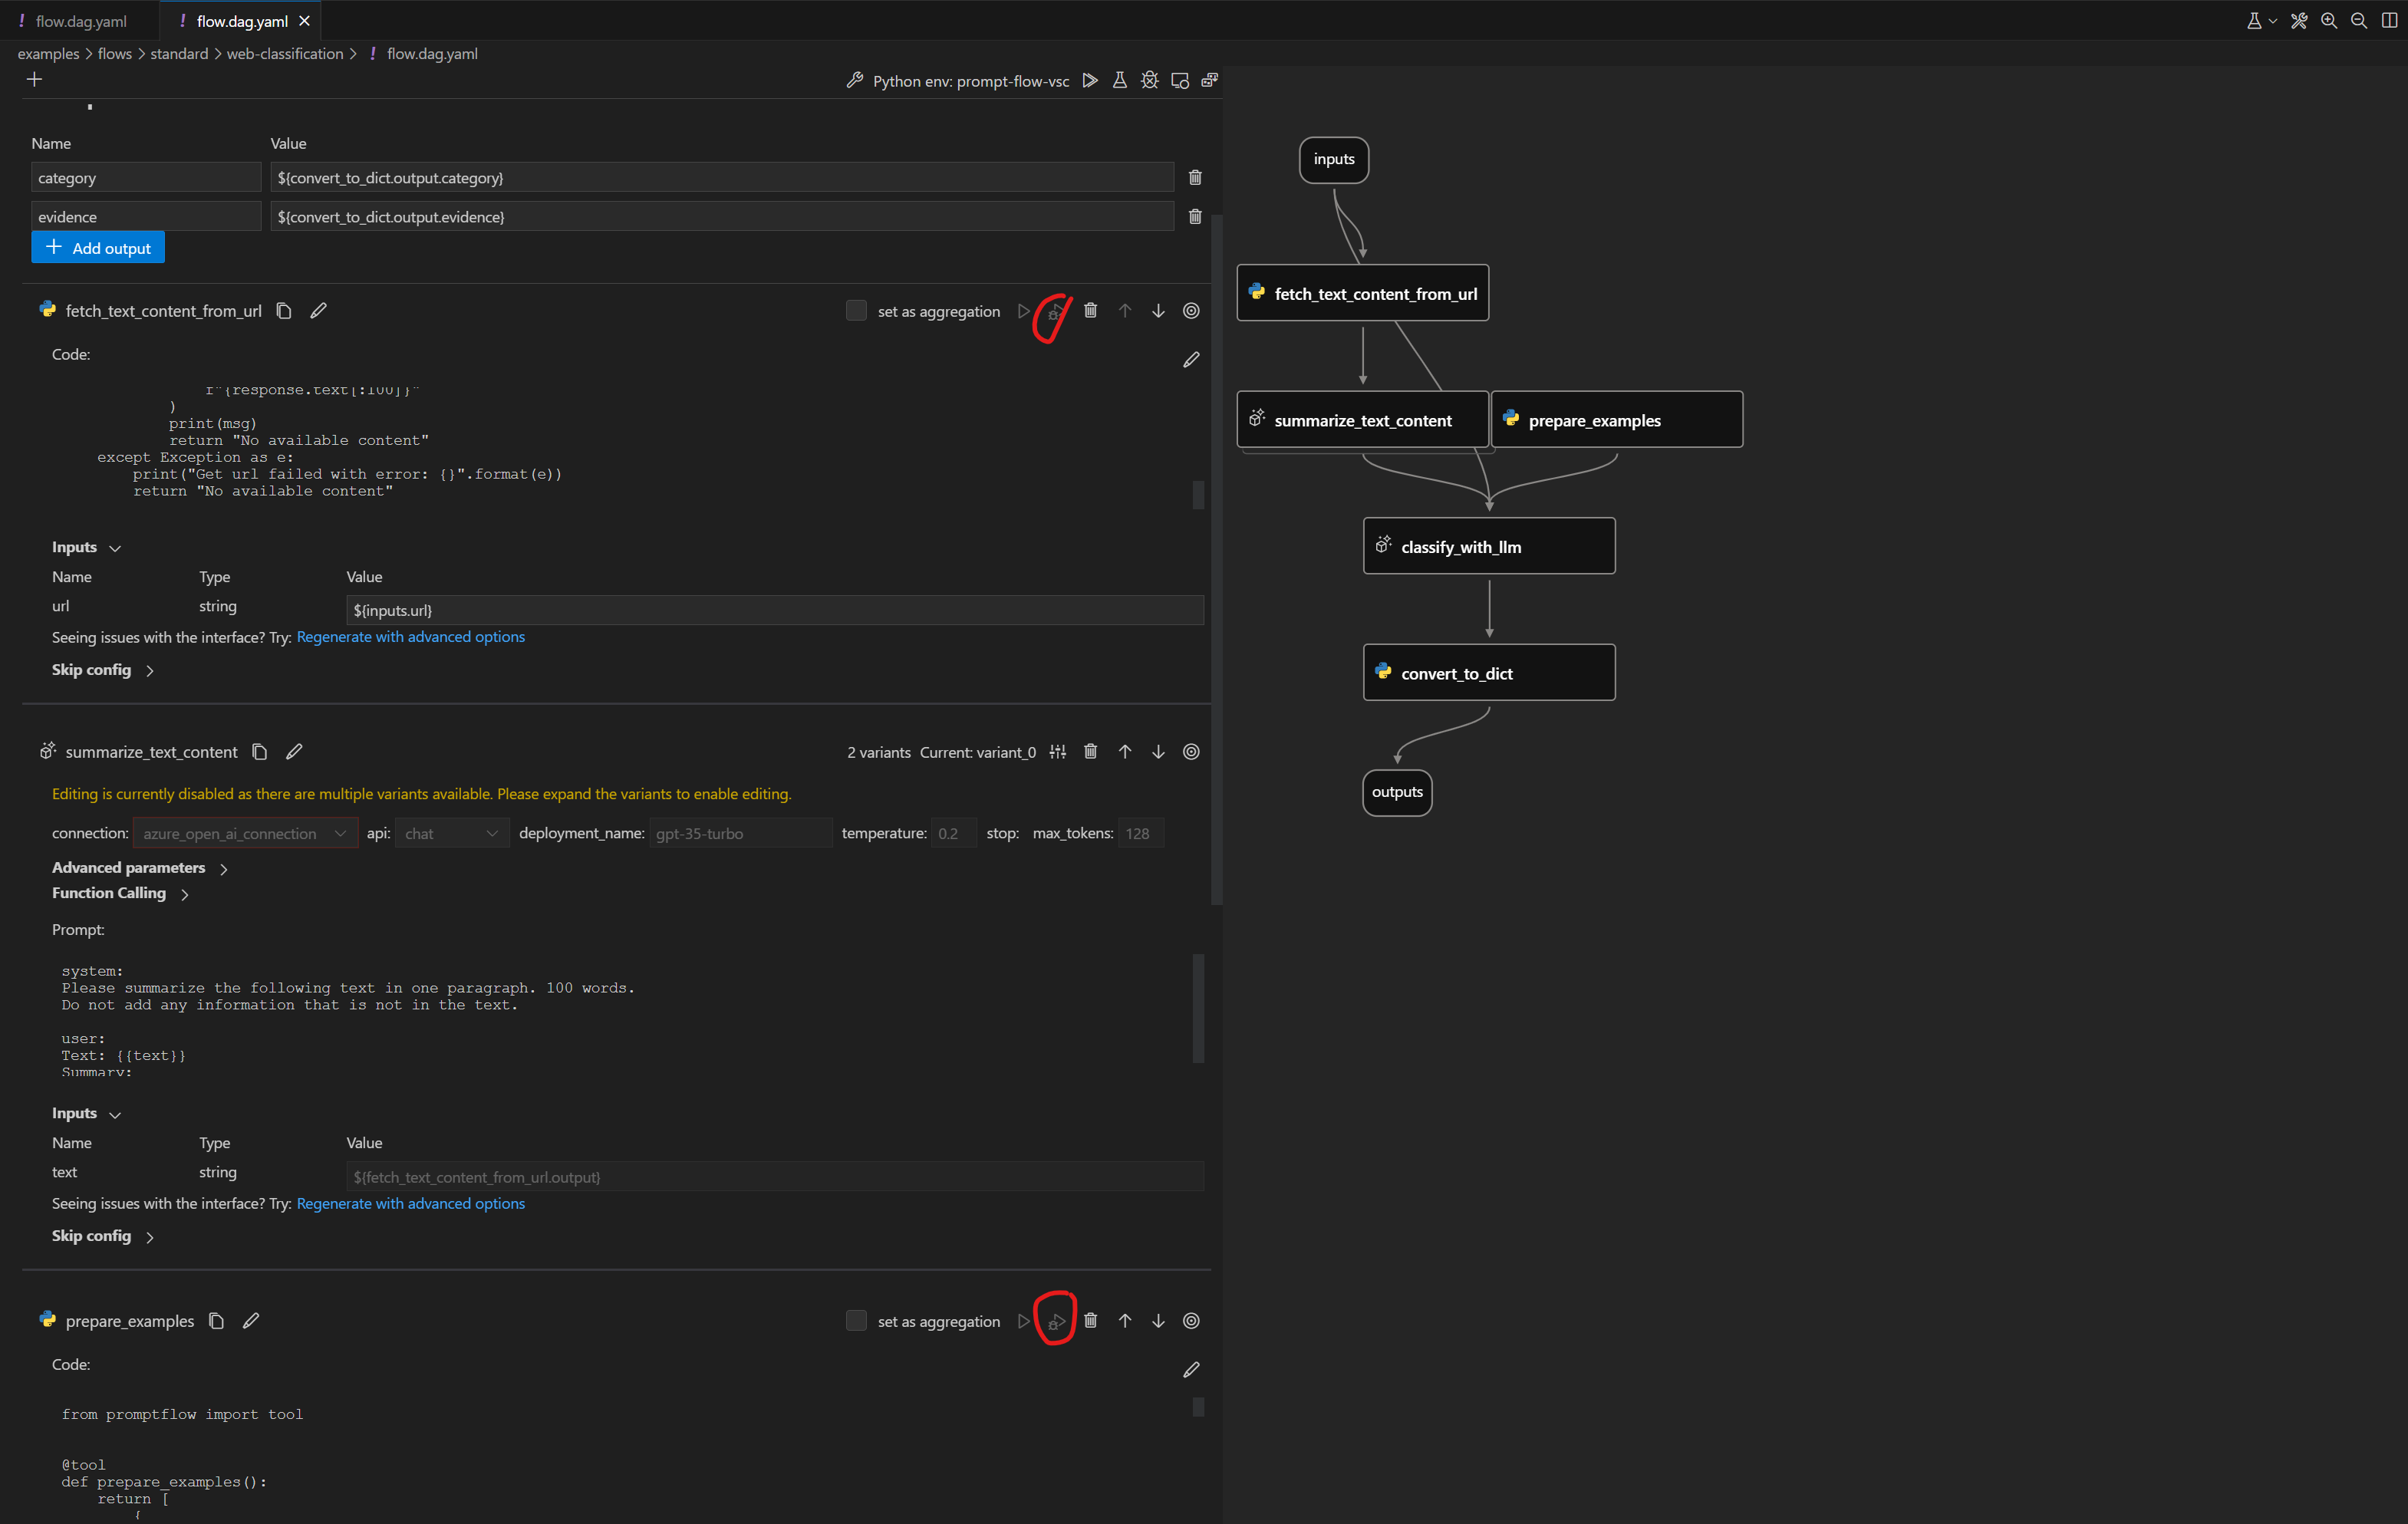 ! flow.dag.yaml
! flow.dag.yaml
examples > flows > standard > web-classification > ! flow.dag.yaml
Python env: prompt-flow-vsc
Name Value
category ${convert_to_dict.output.category}
evidence ${convert_to_dict.output.evidence}
Add output
fetch_text_content_from_url
set as aggregation
Code:
f"{response.text[:100]}"
)
print(msg)
return "No available content"
except Exception as e:
print("Get url failed with error: {}".format(e))
return "No available content"
Inputs
Name Type Value
url string ${inputs.url}
Seeing issues with the interface? Try: Regenerate with advanced options
Skip config
summarize_text_content
2 variants Current: variant_0
Editing is currently disabled as there are multiple variants available. Please expand the variants to enable editing.
connection: azure_open_ai_connection api: chat deployment_name: gpt-35-turbo temperature: 0.2 stop: max_tokens: 128
Advanced parameters
Function Calling
Prompt:
system:
Please summarize the following text in one paragraph. 100 words.
Do not add any information that is not in the text.
user:
Text: {{text}}
Summary:
Inputs
Name Type Value
text string ${fetch_text_content_from_url.output}
Seeing issues with the interface? Try: Regenerate with advanced options
Skip config
prepare_examples
set as aggregation
Code:
from promptflow import tool
@tool
def prepare_examples():
return [
{
inputs
fetch_text_content_from_url
summarize_text_content
prepare_examples
classify_with_llm
convert_to_dict
outputs